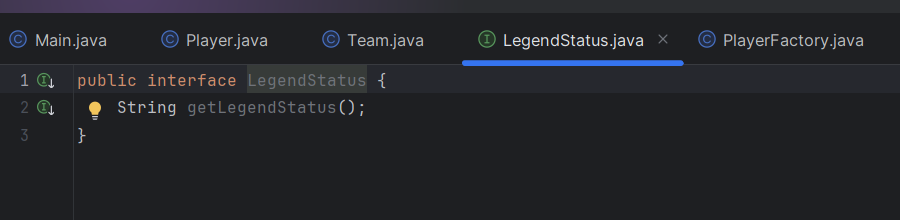 Main.java Player.java Team.java LegendStatus.java PlayerFactory.java
1 public interface LegendStatus {
2 String getLegendStatus();
3 }